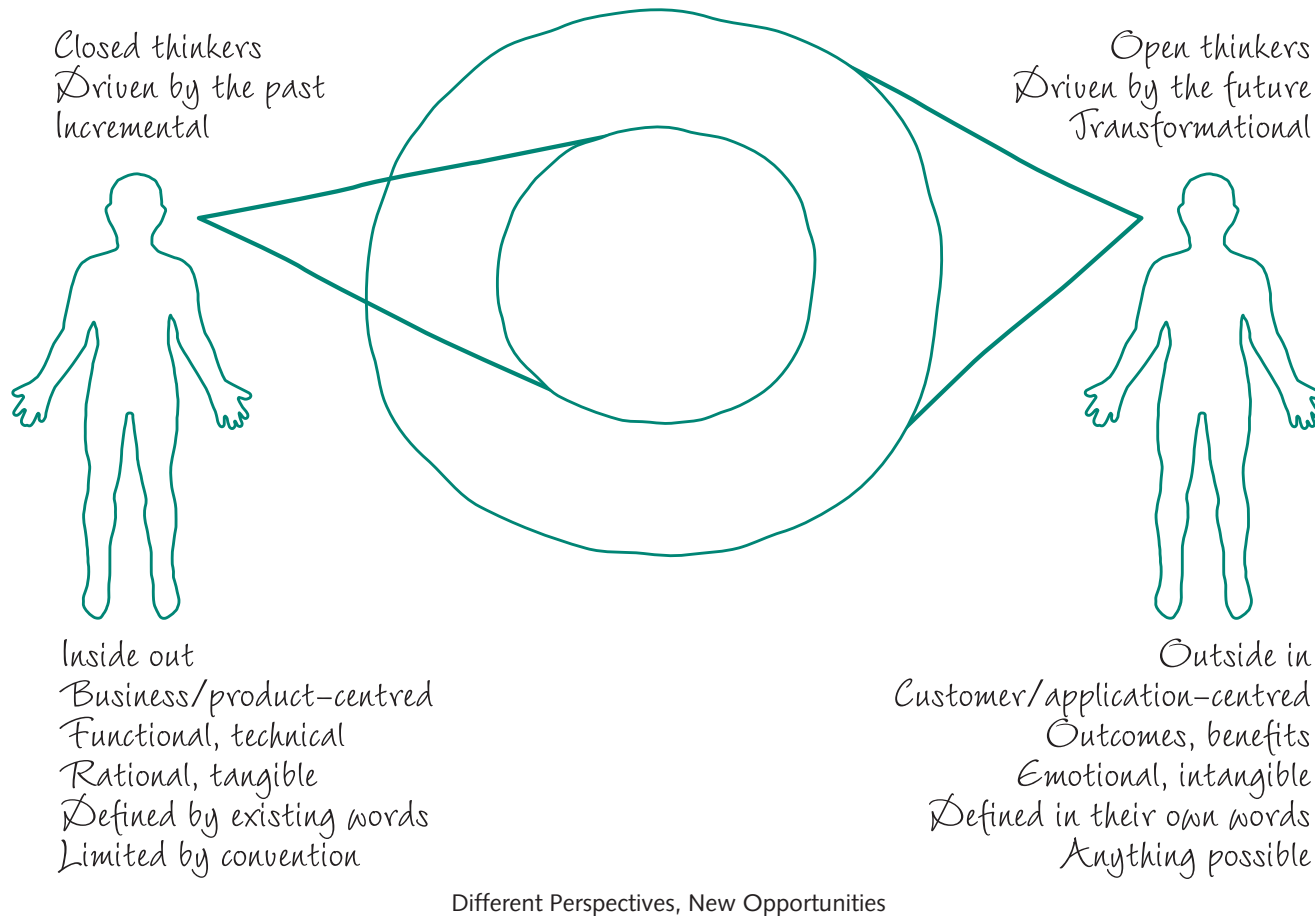 Closed thinkers
Driven by the past
Incremental
Open thinkers
Driven by the future
Transformational
Inside out
Business/product-centred
Functional, technical
Rational, tangible
Defined by existing words
Limited by convention
Outside in
Customer/application-centred
Outcomes, benefits
Emotional, intangible
Defined in their own words
Anything possible
Different Perspectives, New Opportunities